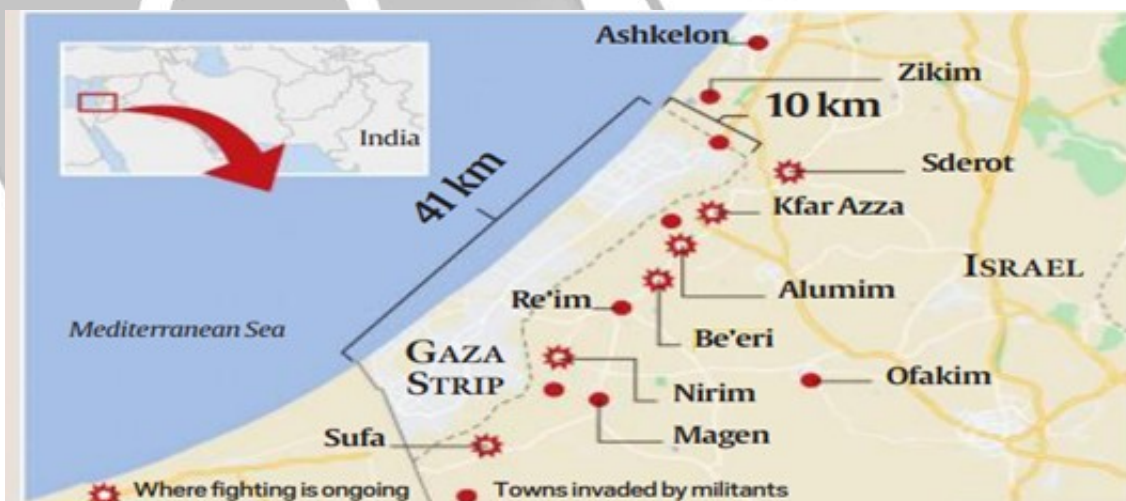 Ashkelon
Zikim
10 km
India
Sderot
41 km
Kfar Azza
ISRAEL
Alumim
Re'im
Mediterranean Sea
Be'eri
GAZA
STRIP
Ofakim
Nirim
Sufa
Magen
Where fighting is ongoing
Towns invaded by militants